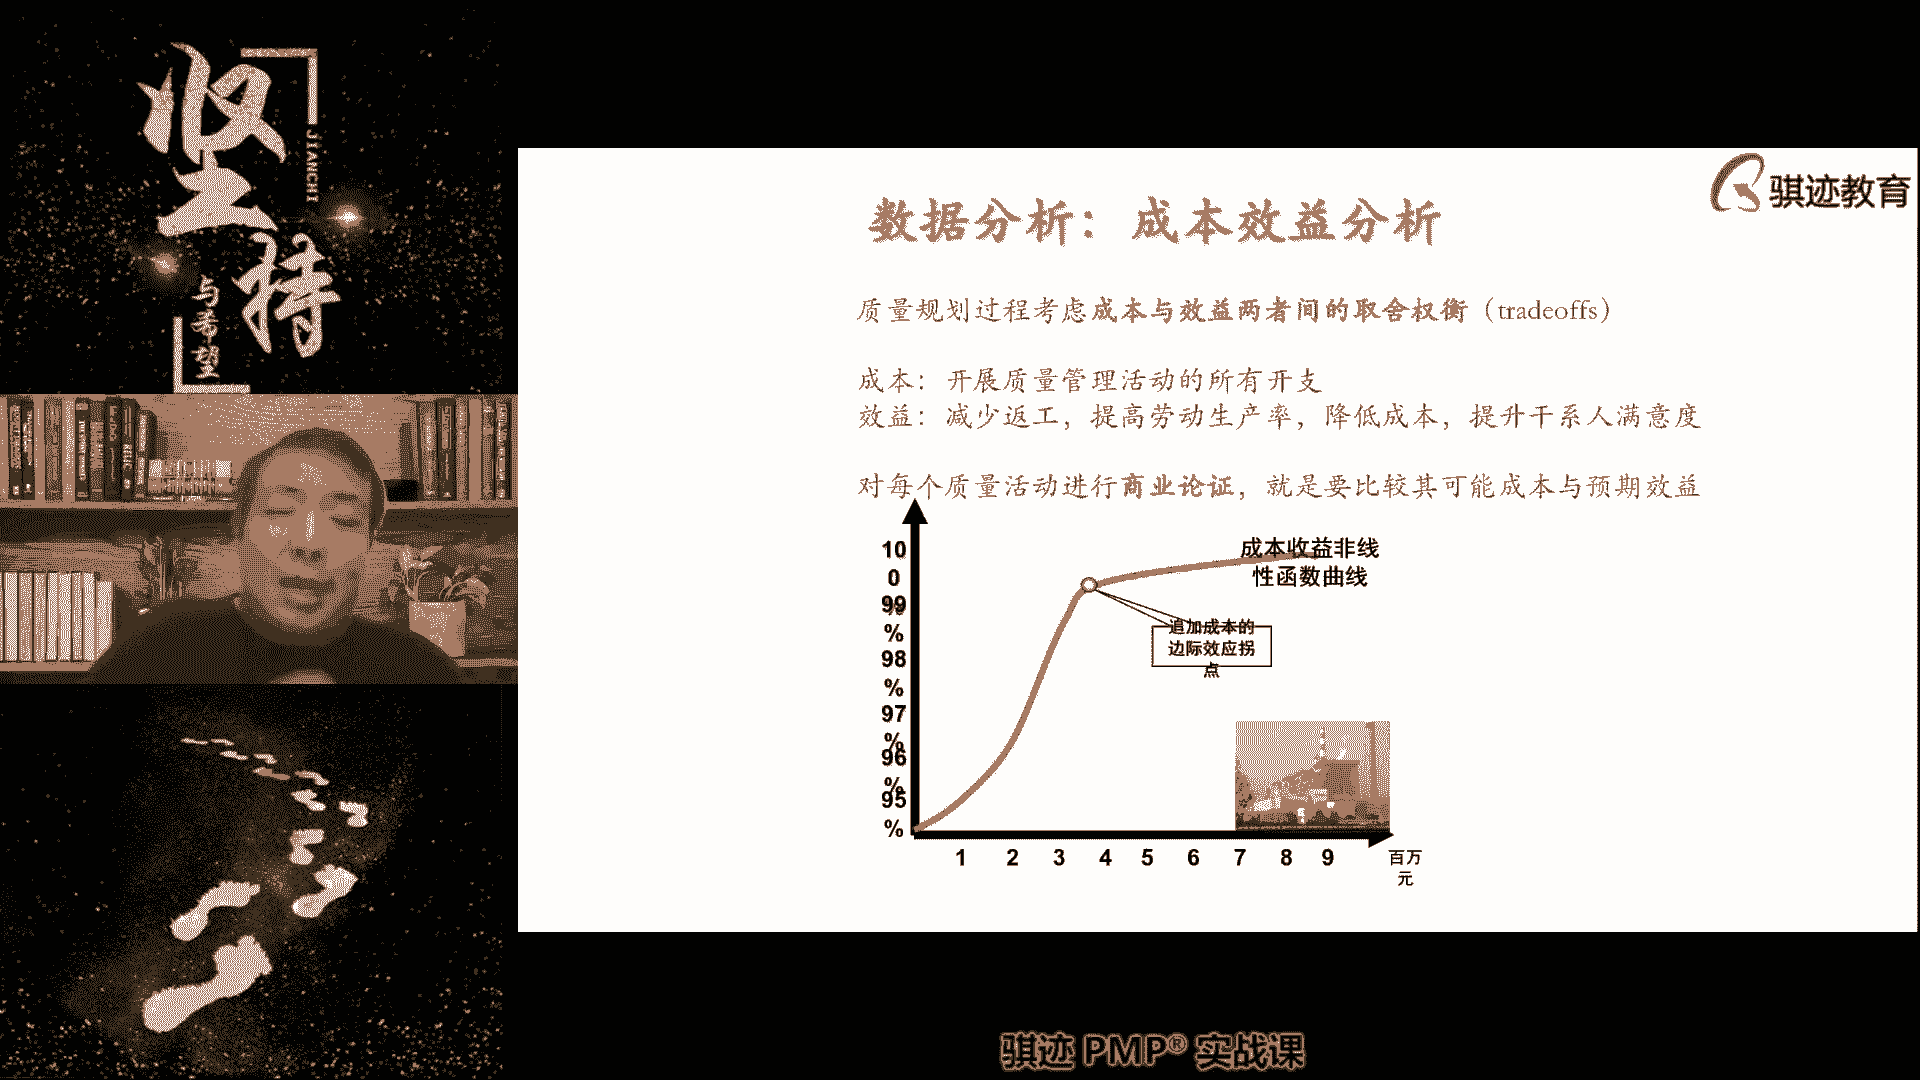 坚持
JIANCHI
与希望
骐迹教育
数据分析：成本效益分析
质量规划过程考虑成本与效益两者间的取舍权衡（tradeoffs）
成本：开展质量管理活动的所有开支
效益：减少返工，提高劳动生产率，降低成本，提升干系人满意度
对每个质量活动进行商业论证，就是要比较其可能成本与预期效益
10
0
99
%
98
%
97
%
96
%
95
%
成本收益非线
性函数曲线
追加成本的
边际效应拐
点
1 2 3 4 5 6 7 8 9
百万
元
骐迹 PMP® 实战课